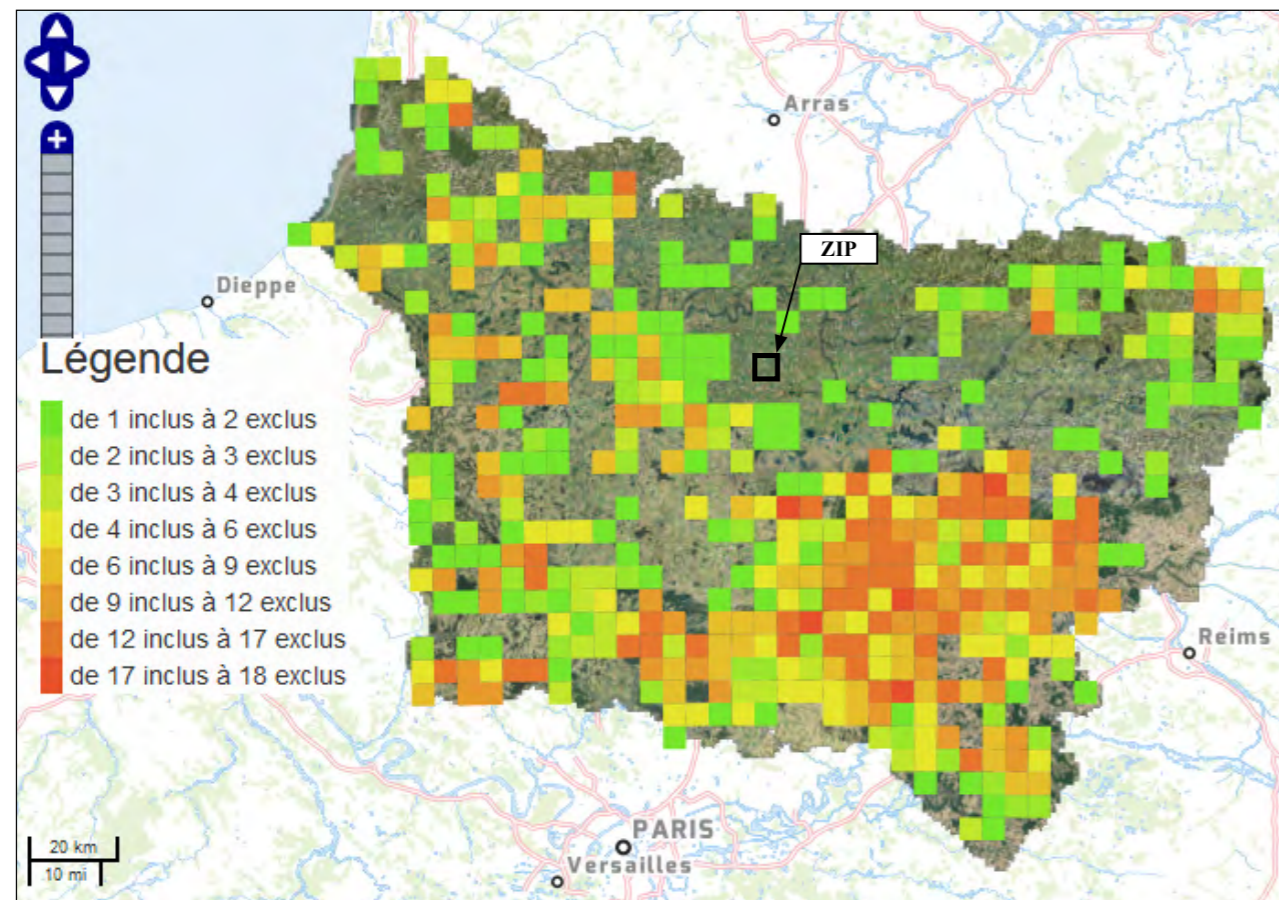 Arras
ZIP
Dieppe
Légende
de 1 inclus à 2 exclus
de 2 inclus à 3 exclus
de 3 inclus à 4 exclus
de 4 inclus à 6 exclus
de 6 inclus à 9 exclus
de 9 inclus à 12 exclus
de 12 inclus à 17 exclus
de 17 inclus à 18 exclus
Reims
PARIS
Versailles
20 km
10 mi